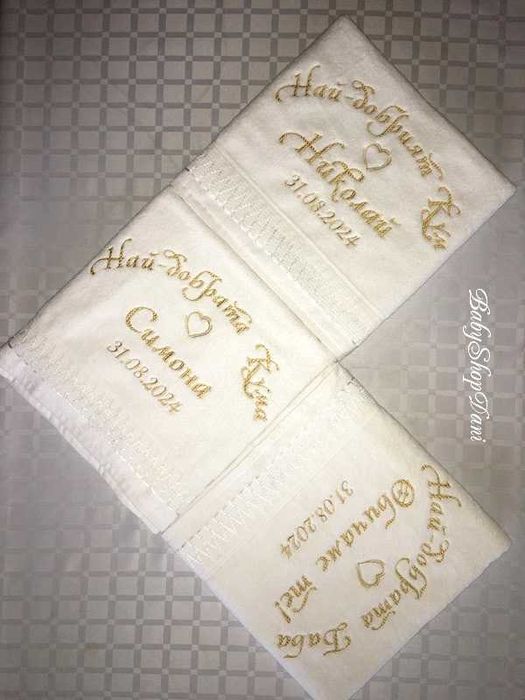 Най-добрият Кум
Николай
31.08.2024
Най-добрата Кума
Симона
31.08.2024
Най-добрата Баба
Обичаме те!
31.08.2024
BabyShopDani